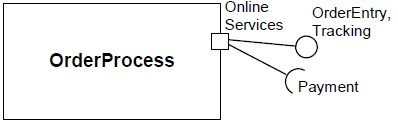 Online
Services
OrderEntry,
Tracking
OrderProcess
Payment